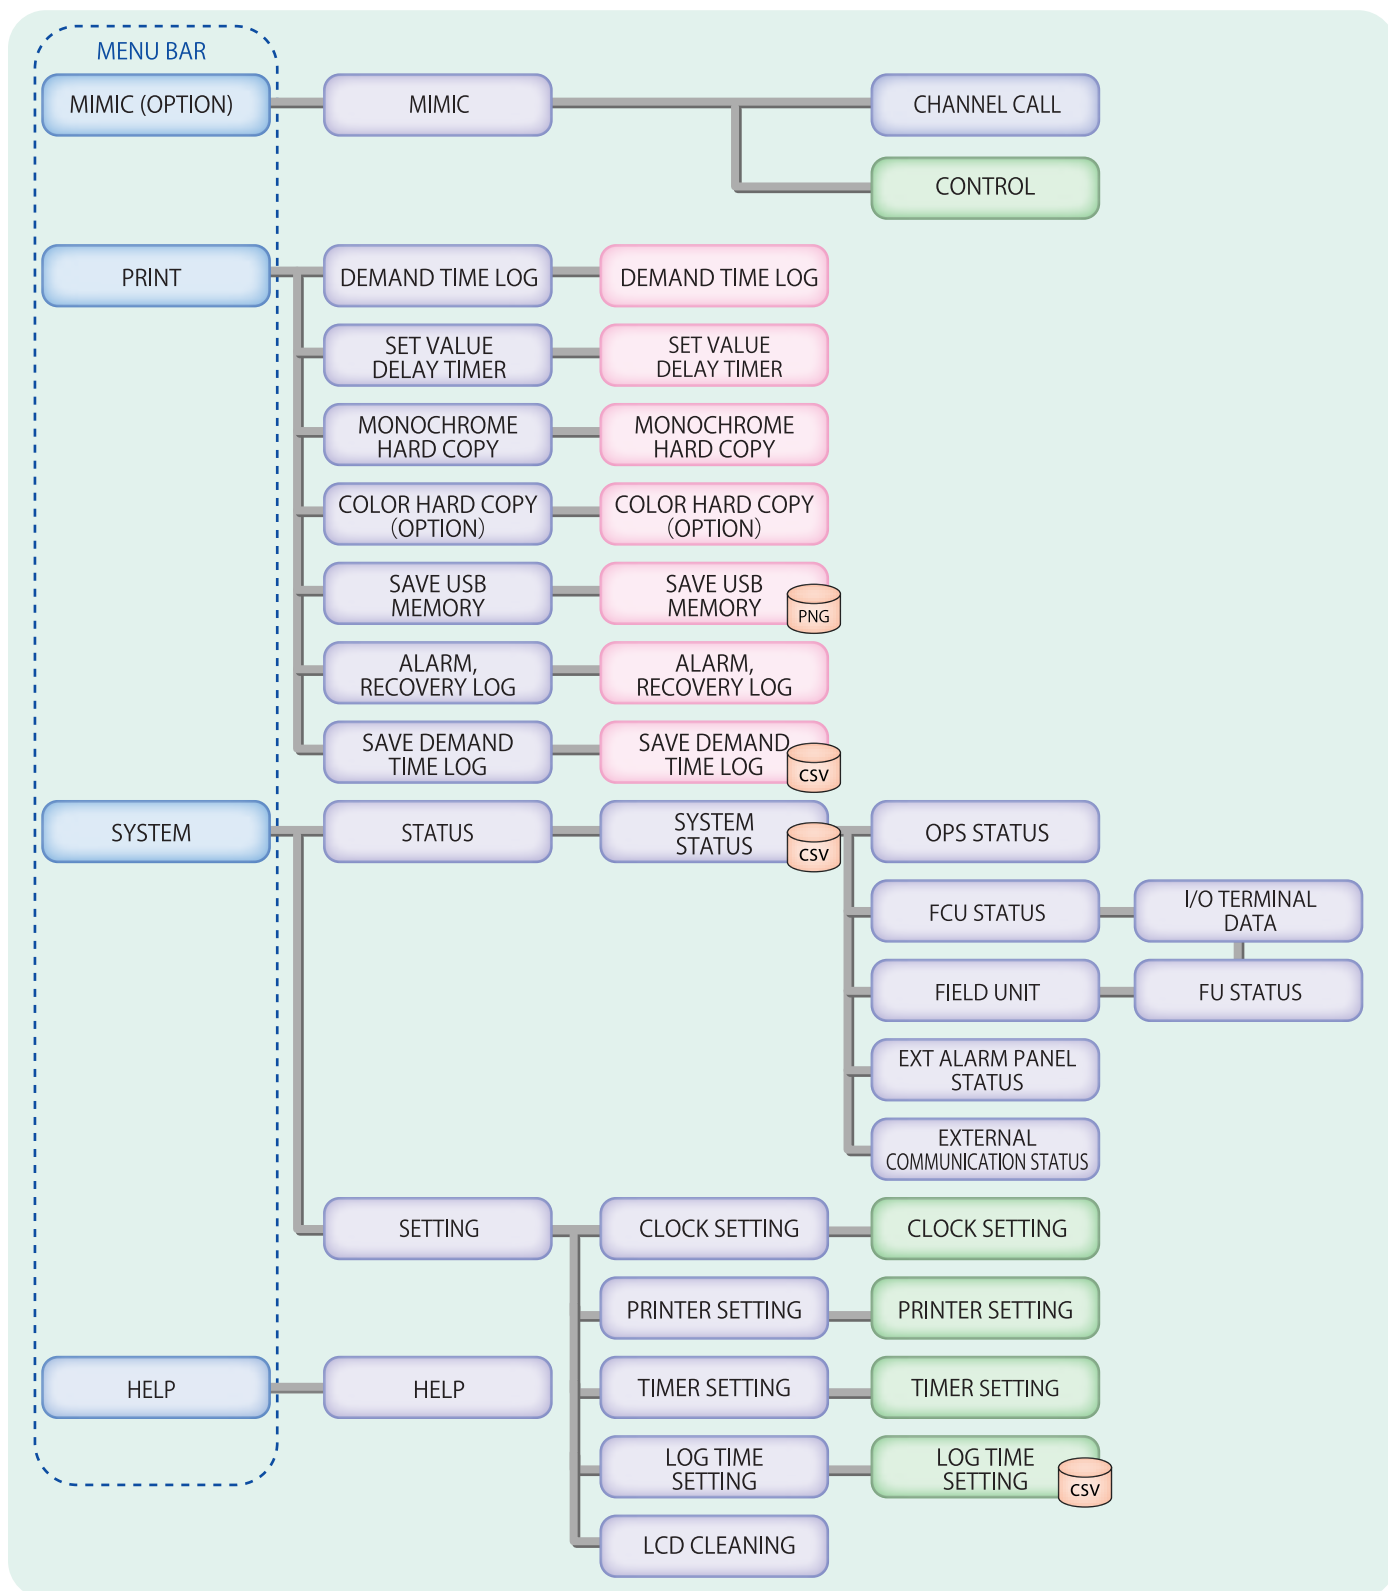 MENU BAR
MIMIC (OPTION)
MIMIC
CHANNEL CALL
CONTROL
PRINT
DEMAND TIME LOG
DEMAND TIME LOG
SET VALUE
DELAY TIMER
SET VALUE
DELAY TIMER
MONOCHROME
HARD COPY
MONOCHROME
HARD COPY
COLOR HARD COPY
(OPTION)
COLOR HARD COPY
(OPTION)
SAVE USB
MEMORY
SAVE USB
MEMORY
PNG
ALARM,
RECOVERY LOG
ALARM,
RECOVERY LOG
SAVE DEMAND
TIME LOG
SAVE DEMAND
TIME LOG
CSV
SYSTEM
STATUS
SYSTEM
STATUS
CSV
OPS STATUS
FCU STATUS
I/O TERMINAL
DATA
FIELD UNIT
FU STATUS
EXT ALARM PANEL
STATUS
EXTERNAL
COMMUNICATION STATUS
SETTING
CLOCK SETTING
CLOCK SETTING
PRINTER SETTING
PRINTER SETTING
HELP
HELP
TIMER SETTING
TIMER SETTING
LOG TIME
SETTING
LOG TIME
SETTING
CSV
LCD CLEANING